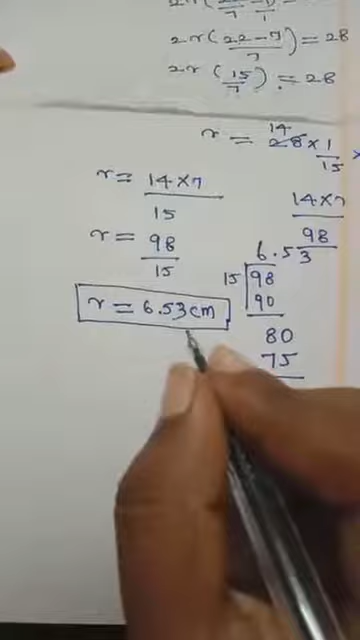 2r(22-7/7) = 28
2r(15/7) = 28
r = 14 28 × 1/15 ×
r = 14×7/15
14×7
98
r = 98/15
6.53
15 98
90
r = 6.53cm
80
75